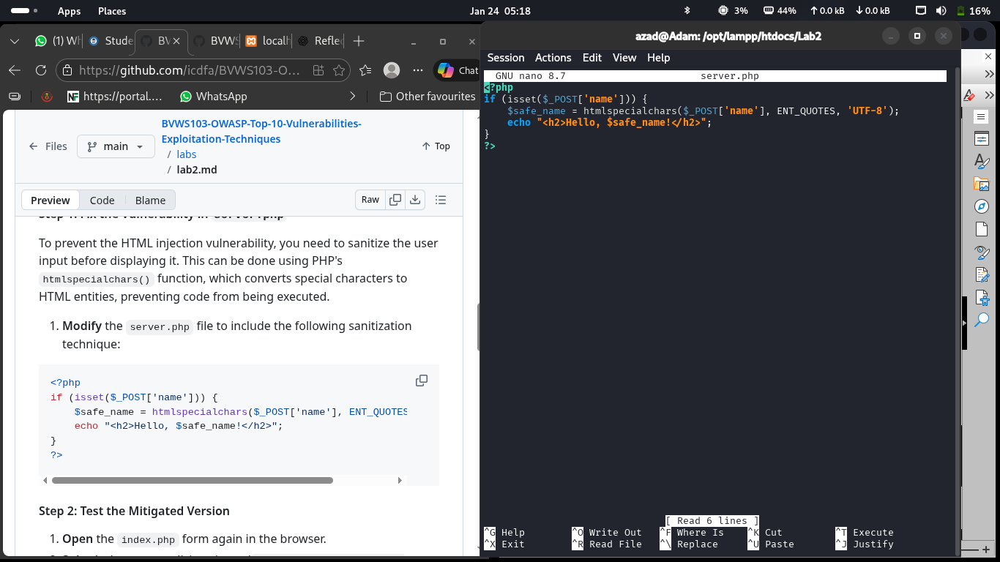 Apps Places Jan 24 05:18 3% 44% 0.0 kB 0.0 kB 16%
(1) Wh Stude BV BVWS localh Reflec
https://github.com/icdfa/BVWS103-O... Chat
https://portal.... WhatsApp Other favourites
Files main
BVWS103-OWASP-Top-10-Vulnerabilities-
Exploitation-Techniques
/ labs
/ lab2.md
Top
Preview Code Blame Raw
To prevent the HTML injection vulnerability, you need to sanitize the user
input before displaying it. This can be done using PHP's
htmlspecialchars() function, which converts special characters to
HTML entities, preventing code from being executed.
1. Modify the server.php file to include the following sanitization
technique:
<?php
if (isset($_POST['name'])) {
    $safe_name = htmlspecialchars($_POST['name'], ENT_QUOTES
    echo "<h2>Hello, $safe_name!</h2>";
}
?>
Step 2: Test the Mitigated Version
1. Open the index.php form again in the browser.
azad@Adam: /opt/lampp/htdocs/Lab2
Session Actions Edit View Help
GNU nano 8.7 server.php
<?php
if (isset($_POST['name'])) {
    $safe_name = htmlspecialchars($_POST['name'], ENT_QUOTES, 'UTF-8');
    echo "<h2>Hello, $safe_name!</h2>";
}
?>
[ Read 6 lines ]
^G Help ^O Write Out ^F Where Is ^K Cut ^T Execute
^X Exit ^R Read File ^\ Replace ^U Paste ^J Justify